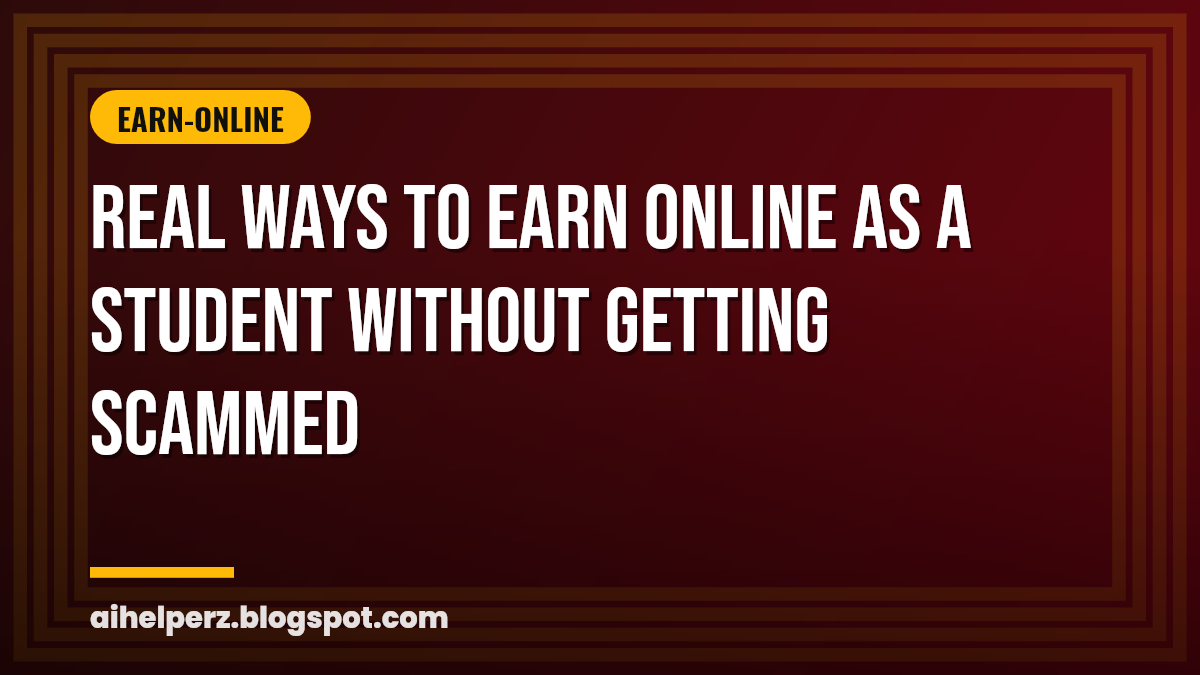 EARN-ONLINE
REAL WAYS TO EARN ONLINE AS A
STUDENT WITHOUT GETTING
SCAMMED
aihelperz.blogspot.com